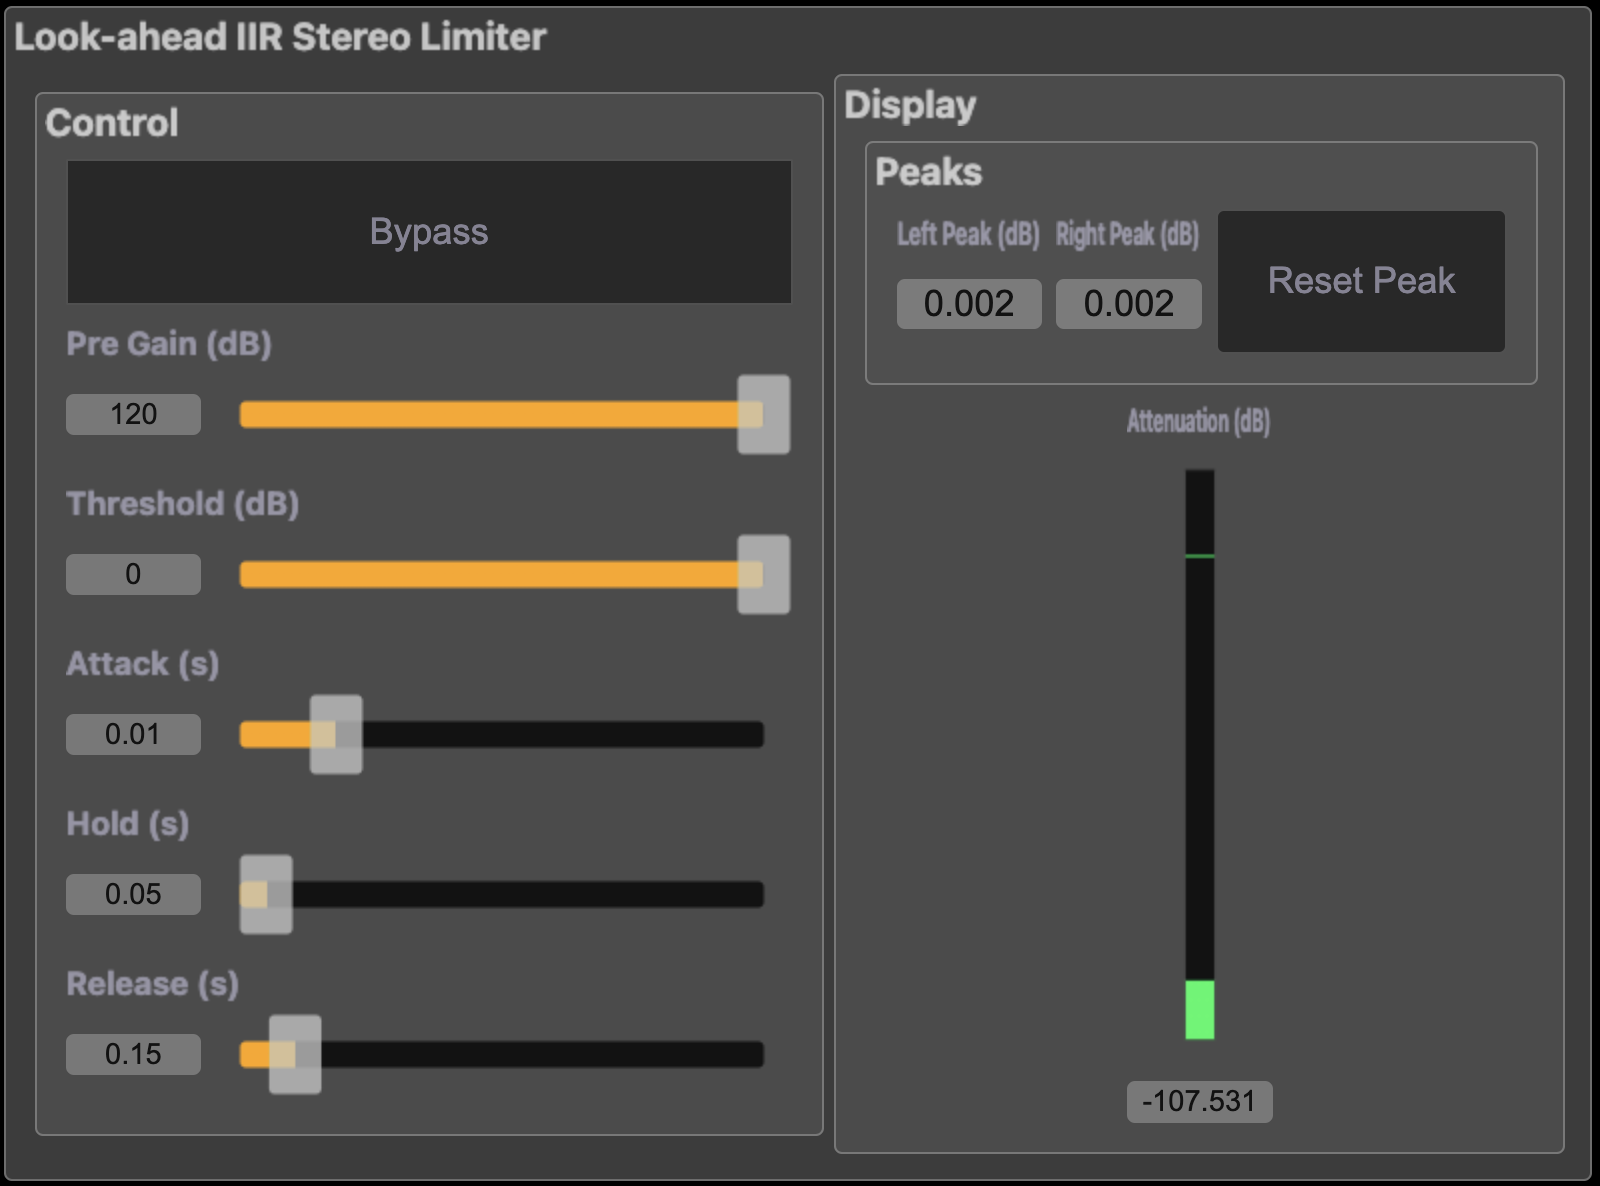 Look-ahead IIR Stereo Limiter
Control
Bypass
Pre Gain (dB)
120
Threshold (dB)
0
Attack (s)
0.01
Hold (s)
0.05
Release (s)
0.15
Display
Peaks
Left Peak (dB) Right Peak (dB)
0.002 0.002
Reset Peak
Attenuation (dB)
-107.531